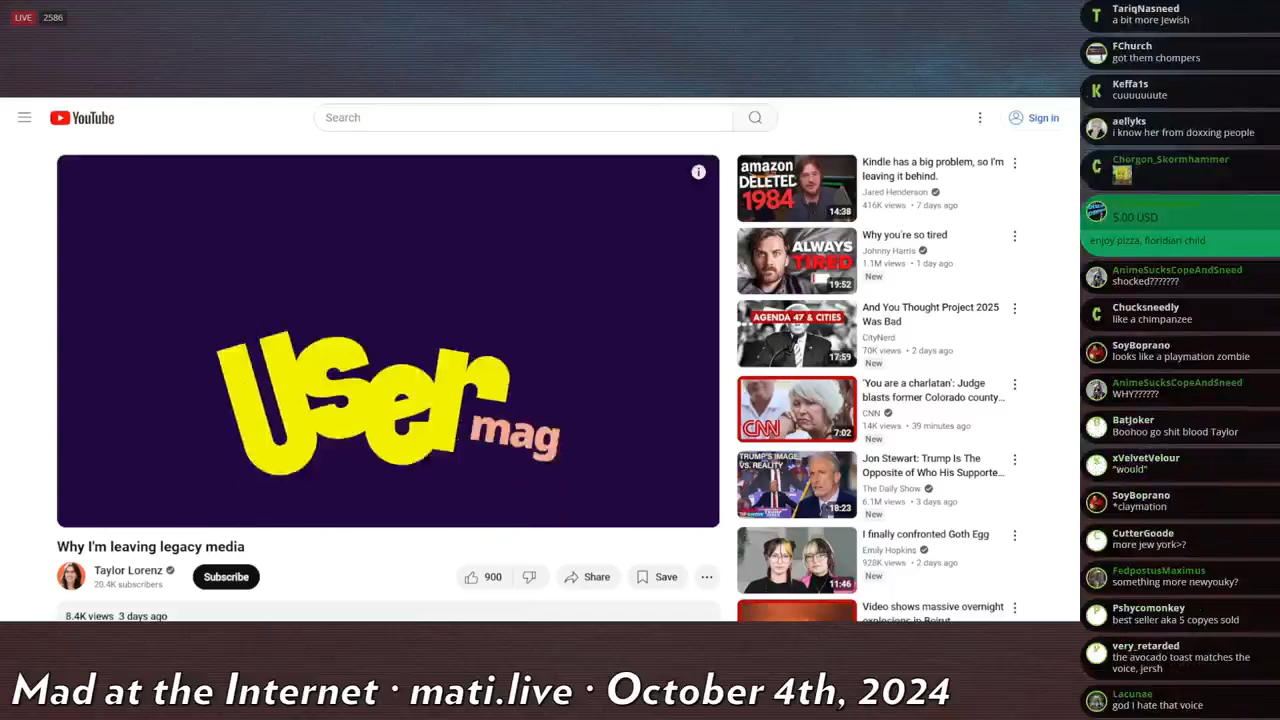 LIVE 2586
YouTube
Search
Sign in
User
mag
Why I'm leaving legacy media
Taylor Lorenz
20.4K subscribers
Subscribe
900
Share
Save
8.4K views 3 days ago
amazon
DELETED
1984
14:38
Kindle has a big problem, so I'm
leaving it behind.
Jared Henderson
416K views • 7 days ago
ALWAYS
TIRED
19:52
Why you're so tired
Johnny Harris
1.1M views • 1 day ago
New
AGENDA 47 & CITIES
17:59
And You Thought Project 2025
Was Bad
CityNerd
70K views • 2 days ago
New
CNN
7:02
'You are a charlatan': Judge
blasts former Colorado county...
CNN
14K views • 39 minutes ago
New
TRUMP'S IMAGE
VS. REALITY
18:23
Jon Stewart: Trump Is The
Opposite of Who His Supporte...
The Daily Show
6.1M views • 3 days ago
New
11:46
I finally confronted Goth Egg
Emily Hopkins
928K views • 2 days ago
New
Video shows massive overnight
explosions in Beirut
TariqNasneed
a bit more Jewish
FChurch
got them chompers
Keffa1s
cuuuuuuute
aellyks
i know her from doxxing people
Chorgon_Skormhammer
5.00 USD
enjoy pizza, floridian child
AnimeSucksCopeAndSneed
shocked???????
Chucksneedly
like a chimpanzee
SoyBoprano
looks like a playmation zombie
AnimeSucksCopeAndSneed
WHY??????
BatJoker
Boohoo go shit blood Taylor
xVelvetVelour
"would"
SoyBoprano
*claymation
CutterGoode
more jew york>?
FedpostusMaximus
something more newyouky?
Pshycomonkey
best seller aka 5 copyes sold
very_retarded
the avocado toast matches the
voice, jersh
Lacunae
god I hate that voice
Mad at the Internet · mati.live · October 4th, 2024